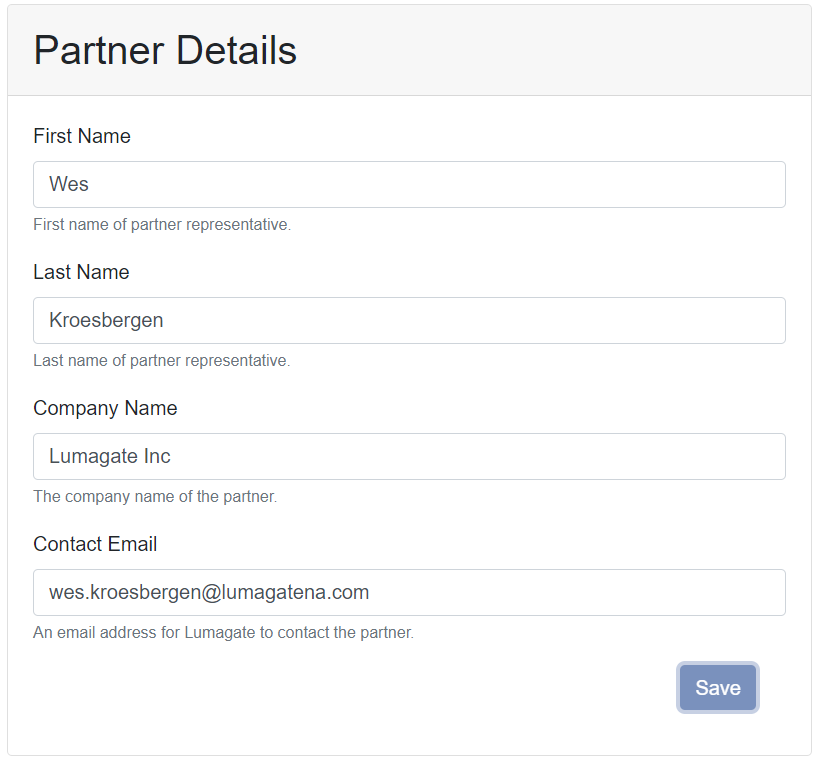 Partner Details
First Name
Wes
First name of partner representative.
Last Name
Kroesbergen
Last name of partner representative.
Company Name
Lumagate Inc
The company name of the partner.
Contact Email
wes.kroesbergen@lumagatena.com
An email address for Lumagate to contact the partner.
Save